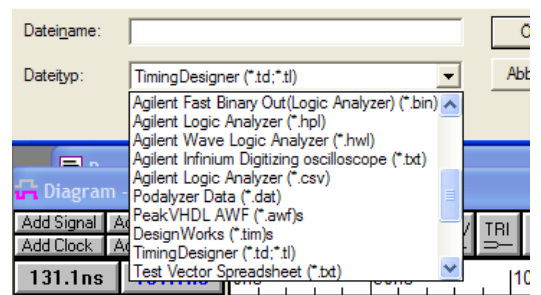 Dateiname:
Dateityp: TimingDesigner (*.td;*.tl)
Agilent Fast Binary Out(Logic Analyzer) (*.bin)
Agilent Logic Analyzer (*.hpl)
Agilent Wave Logic Analyzer (*.hwl)
Agilent Infinium Digitizing oscilloscope (*.txt)
Agilent Logic Analyzer (*.csv)
Podalyzer Data (*.dat)
PeakVHDL AWF (*.awf)s
DesignWorks (*.tim)s
TimingDesigner (*.td;*.tl)
Test Vector Spreadsheet (*.txt)
Diagram -
Add Signal
TRI
Add Clock
131.1ns